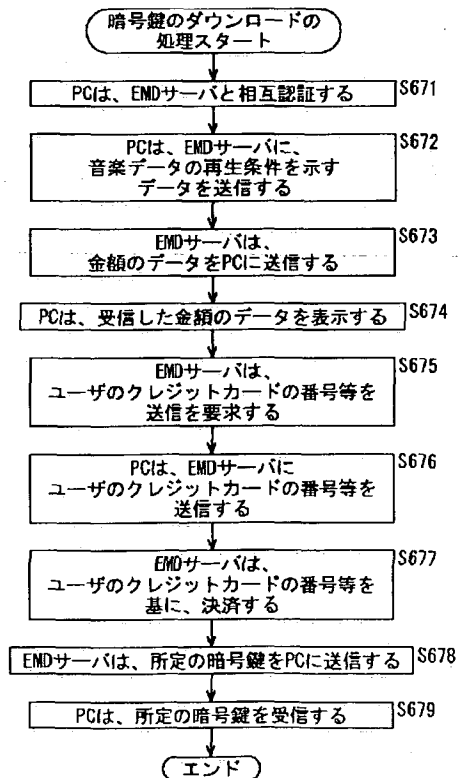 暗号鍵のダウンロードの
処理スタート
PCは、EMDサーバと相互認証する
S671
PCは、EMDサーバに、
音楽データの再生条件を示す
データを送信する
S672
EMDサーバは、
金額のデータをPCに送信する
S673
PCは、受信した金額のデータを表示する
S674
EMDサーバは、
ユーザのクレジットカードの番号等を
送信を要求する
S675
PCは、EMDサーバに
ユーザのクレジットカードの番号等を
送信する
S676
EMDサーバは、
ユーザのクレジットカードの番号等を
基に、決済する
S677
EMDサーバは、所定の暗号鍵をPCに送信する
S678
PCは、所定の暗号鍵を受信する
S679
エンド